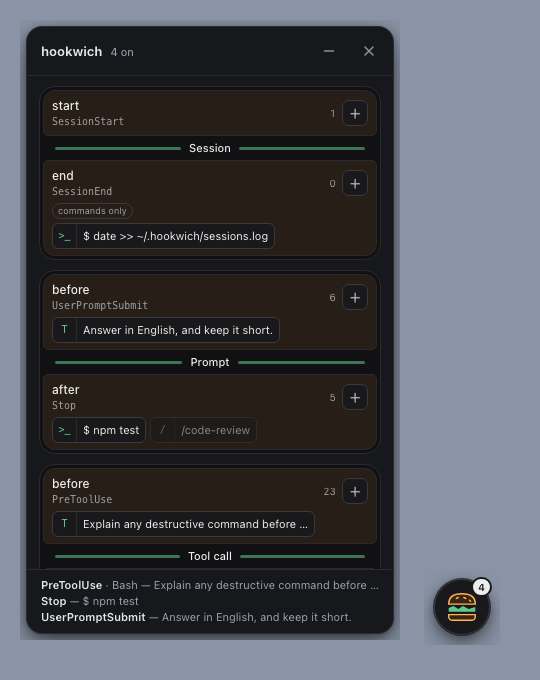 hookwich 4 on
start
SessionStart
1
Session
end
SessionEnd
0
commands only
>_ $ date >> ~/.hookwich/sessions.log
before
UserPromptSubmit
6
T Answer in English, and keep it short.
Prompt
after
Stop
5
>_ $ npm test / /code-review
before
PreToolUse
23
T Explain any destructive command before …
Tool call
PreToolUse · Bash — Explain any destructive command before …
Stop — $ npm test
UserPromptSubmit — Answer in English, and keep it short.
4